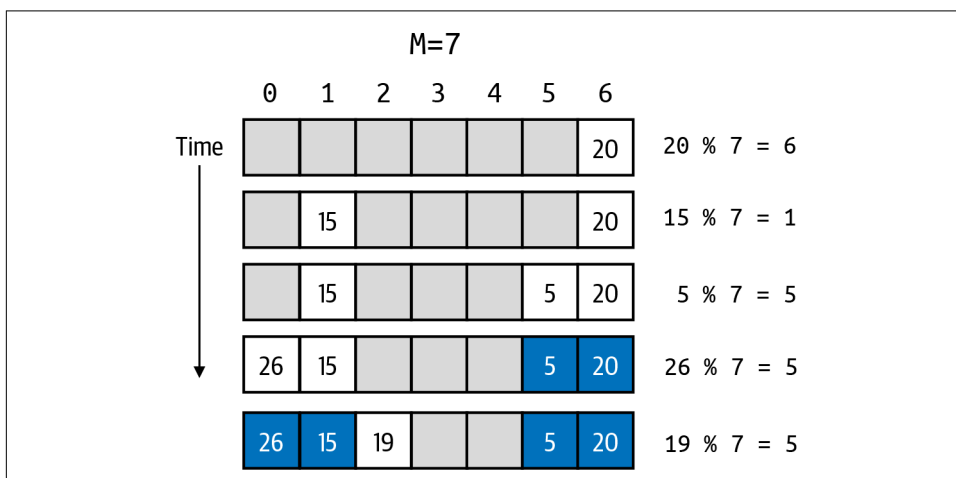 M=7
0 1 2 3 4 5 6
Time 20 20 % 7 = 6
15 20 15 % 7 = 1
15 5 20 5 % 7 = 5
26 15 5 20 26 % 7 = 5
26 15 19 5 20 19 % 7 = 5